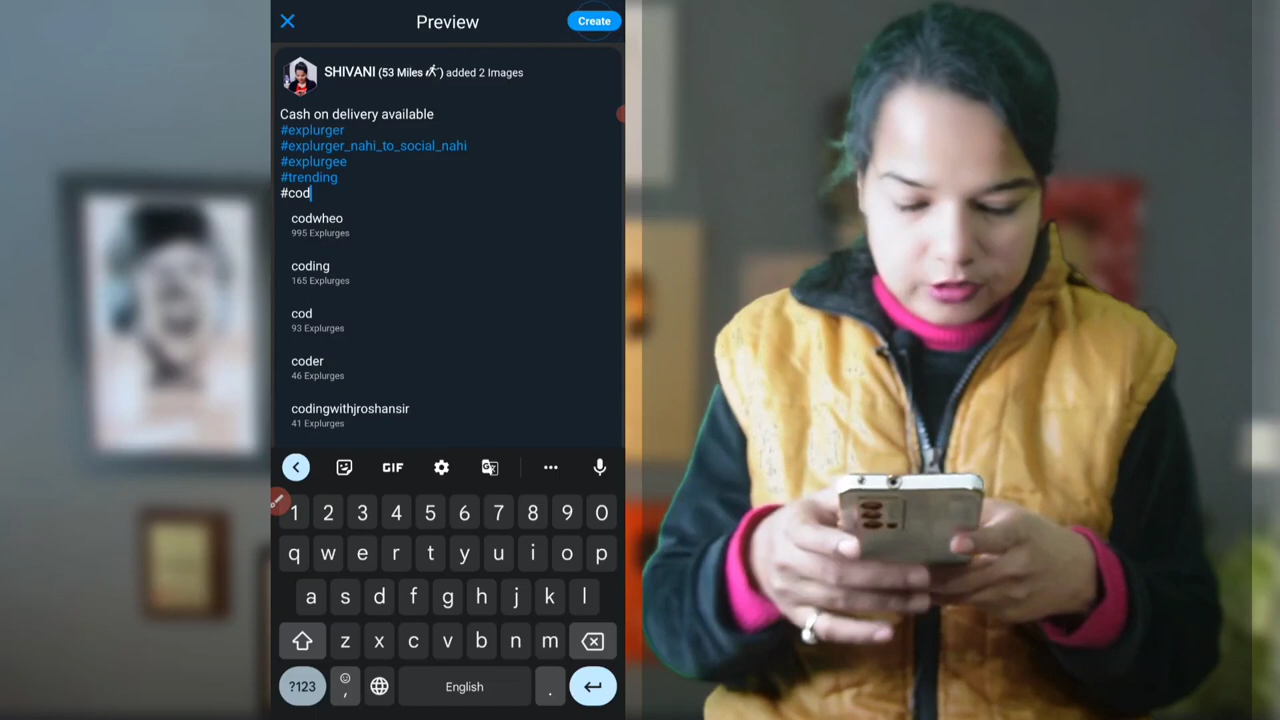 Preview
Create
SHIVANI (53 Miles) added 2 Images
Cash on delivery available
#explurger
#explurger_nahi_to_social_nahi
#explurgee
#trending
#cod
codwheo
995 Explurges
coding
165 Explurges
cod
93 Explurges
coder
46 Explurges
codingwithjroshansir
41 Explurges
GIF
1 2 3 4 5 6 7 8 9 0
q w e r t y u i o p
a s d f g h j k l
z x c v b n m
?123 , English .